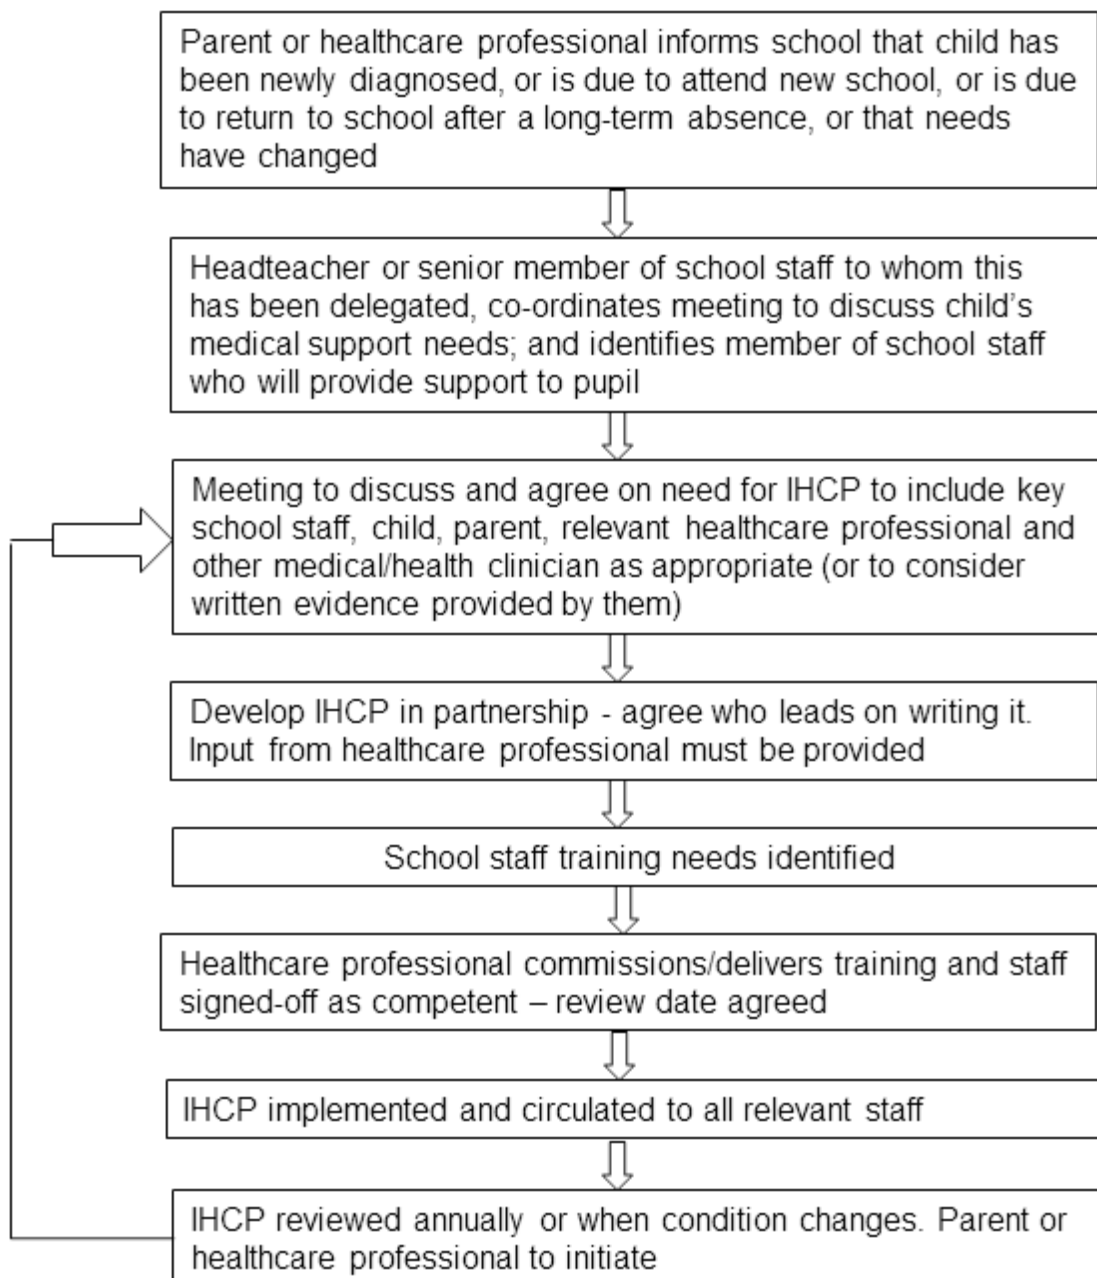 Parent or healthcare professional informs school that child has
been newly diagnosed, or is due to attend new school, or is due
to return to school after a long-term absence, or that needs
have changed
Headteacher or senior member of school staff to whom this
has been delegated, co-ordinates meeting to discuss child's
medical support needs; and identifies member of school staff
who will provide support to pupil
Meeting to discuss and agree on need for IHCP to include key
school staff, child, parent, relevant healthcare professional and
other medical/health clinician as appropriate (or to consider
written evidence provided by them)
Develop IHCP in partnership - agree who leads on writing it.
Input from healthcare professional must be provided
School staff training needs identified
Healthcare professional commissions/delivers training and staff
signed-off as competent – review date agreed
IHCP implemented and circulated to all relevant staff
IHCP reviewed annually or when condition changes. Parent or
healthcare professional to initiate